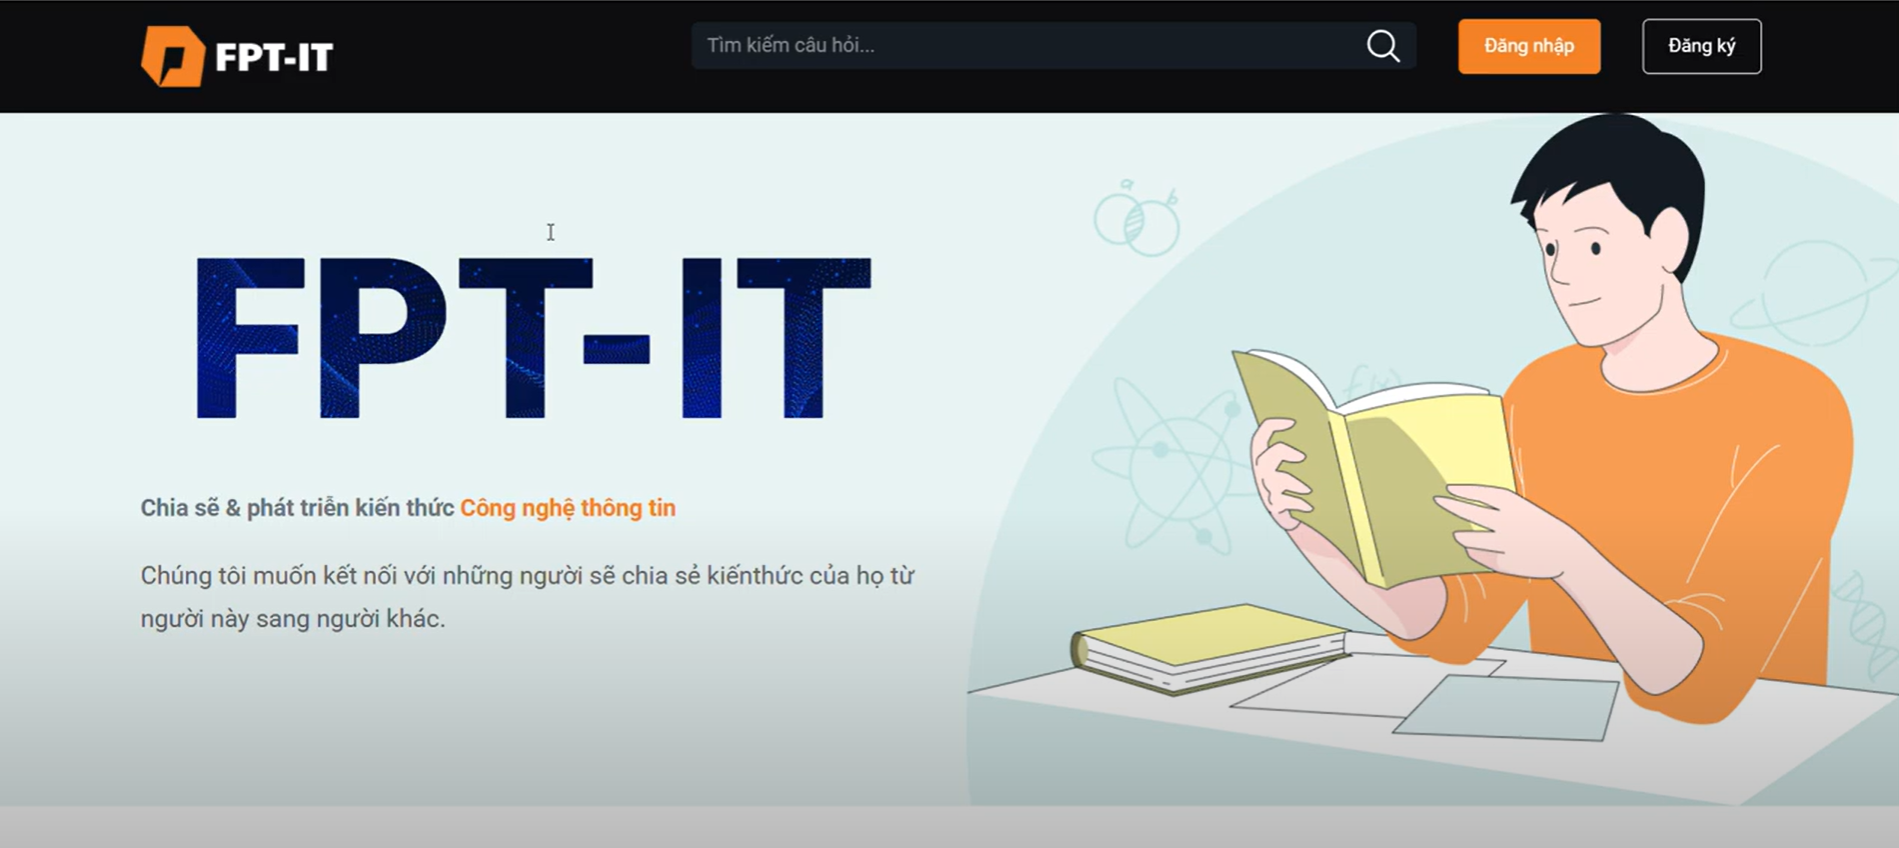 FPT-IT
Tìm kiếm câu hỏi...
Đăng nhập
Đăng ký
FPT-IT
a
b
Chia sẽ & phát triễn kiến thức Công nghệ thông tin
Chúng tôi muốn kết nối với những người sẽ chia sẻ kiếnthức của họ từ
người này sang người khác.